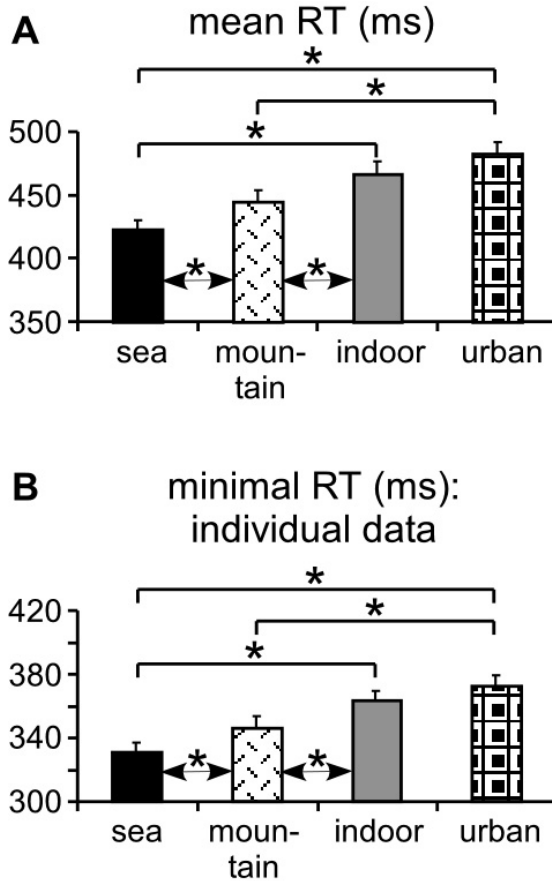 A
mean RT (ms)
*
*
500
*
450
400
* *
350
sea moun- indoor urban
tain
B
minimal RT (ms):
individual data
*
420
*
380
*
340
* *
300
sea moun- indoor urban
tain